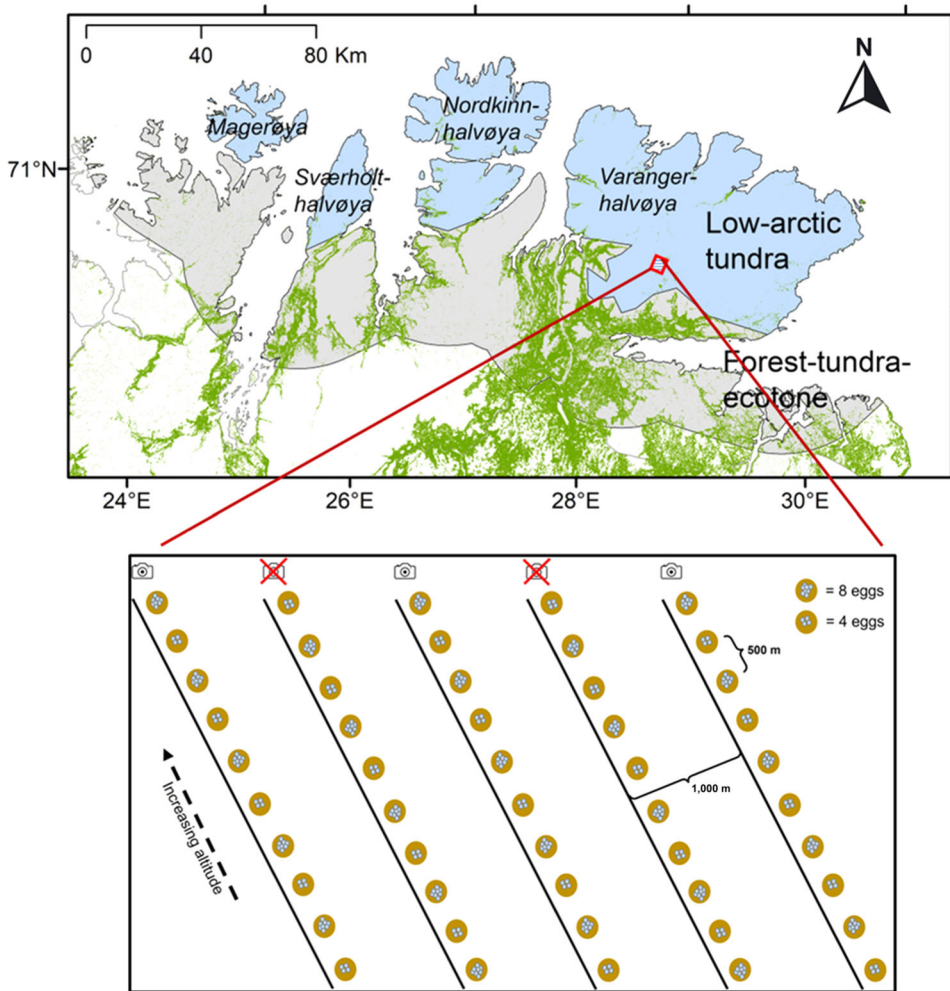 0 40 80 Km
N
Magerøya
Nordkinn-
halvøya
71°N
Sværholt-
halvøya
Varanger-
halvøya
Low-arctic
tundra
Forest-tundra-
ecotone
24°E 26°E 28°E 30°E
= 8 eggs
= 4 eggs
500 m
1,000 m
Increasing altitude